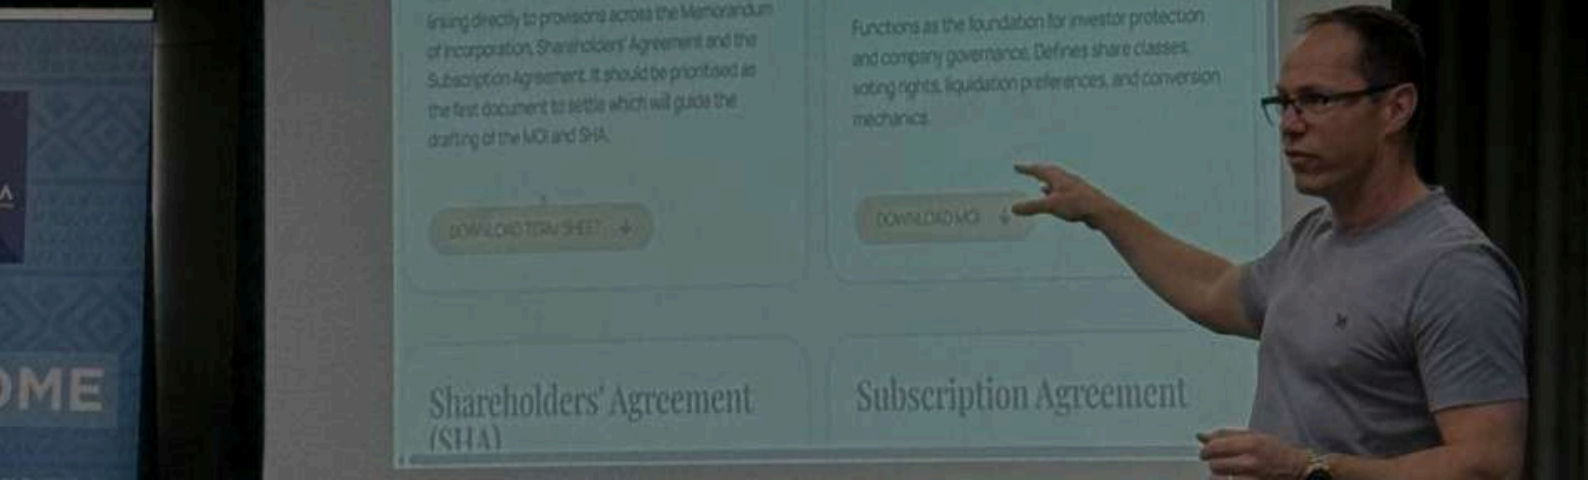 linking directly to provisions across the Memorandum
of Incorporation, Shareholders' Agreement and the
Subscription Agreement. It should be prioritised as
the first document to settle which will guide the
drafting of the MOI and SHA.
DOWNLOAD TERM SHEET
Functions as the foundation for investor protection
and company governance. Defines share classes,
voting rights, liquidation preferences, and conversion
mechanics.
DOWNLOAD MOI
Shareholders' Agreement
(SHA)
Subscription Agreement
A
OME